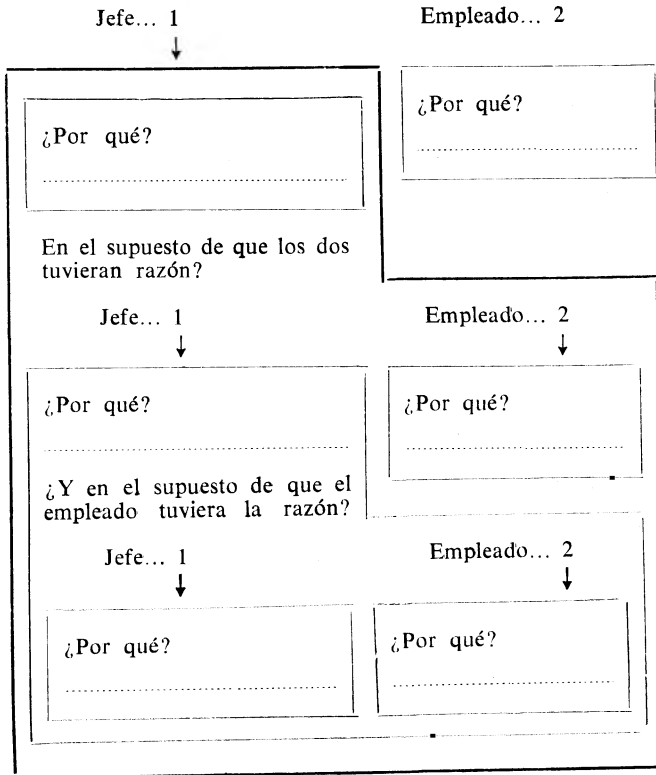 Jefe... 1
Empleado... 2
¿Por qué?
¿Por qué?
En el supuesto de que los dos
tuvieran razón?
Jefe... 1
Empleado... 2
¿Por qué?
¿Por qué?
¿Y en el supuesto de que el
empleado tuviera la razón?
Jefe... 1
Empleado... 2
¿Por qué?
¿Por qué?